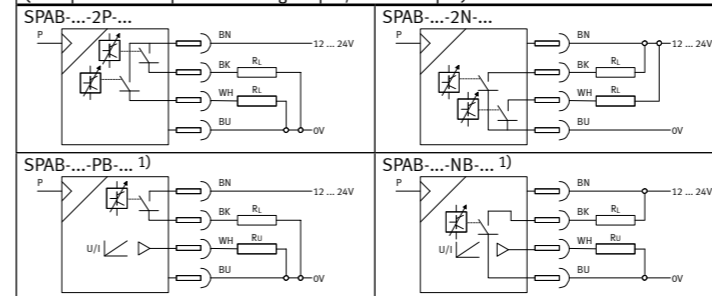 SPAB-...-2P-...
P
BN
12 ... 24V
BK
RL
WH
RL
BU
0V
SPAB-...-2N-...
P
BN
12 ... 24V
BK
RL
WH
RL
BU
0V
SPAB-...-PB-... 1)
P
BN
12 ... 24V
BK
RL
U/I
WH
RU
BU
0V
SPAB-...-NB-... 1)
P
BN
12 ... 24V
BK
RL
U/I
WH
RU
BU
0V